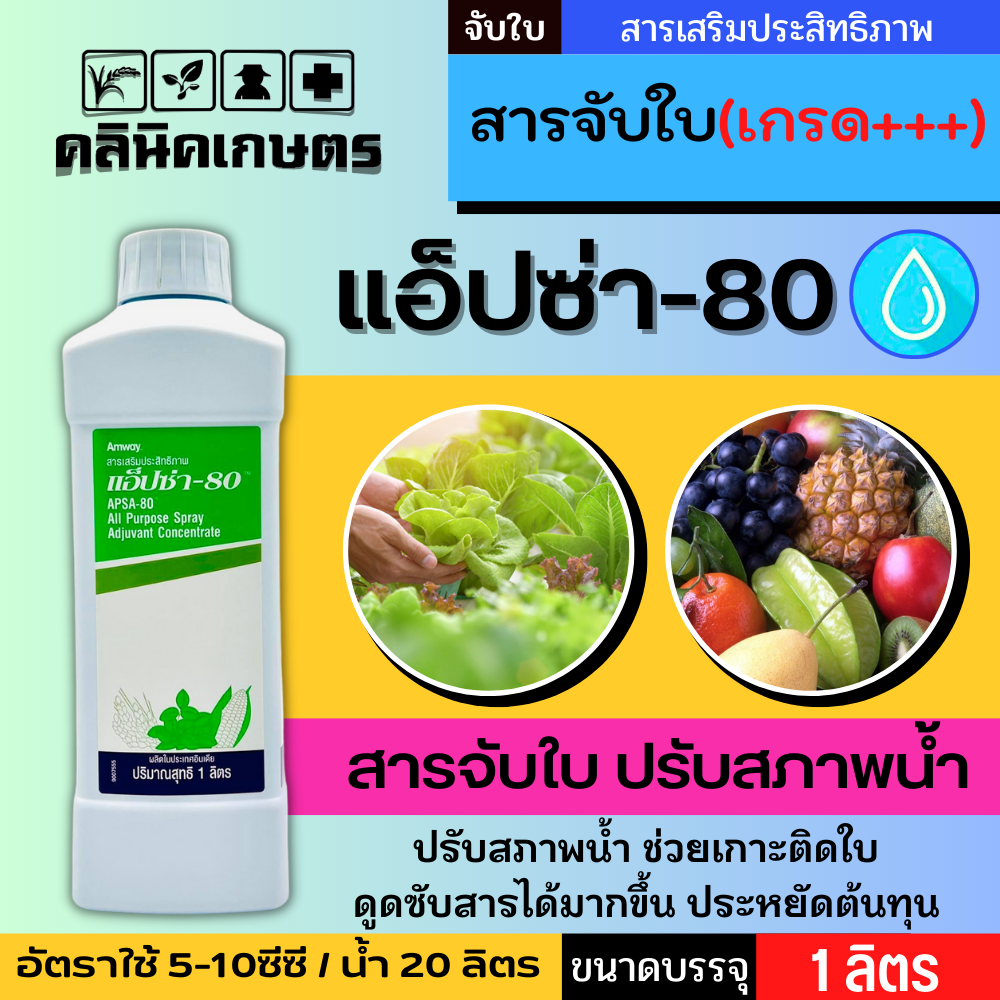 คลินิคเกษตร
จับใบ
สารเสริมประสิทธิภาพ
สารจับใบ(เกรด+++)
แอ็ปซ่า-80
Amway
สารเสริมประสิทธิภาพ
แอ็ปซ่า-80™
APSA-80™
All Purpose Spray
Adjuvant Concentrate
ผลิตในประเทศอินเดีย
ปริมาณสุทธิ 1 ลิตร
9007555
สารจับใบ ปรับสภาพน้ำ
ปรับสภาพน้ำ ช่วยเกาะติดใบ
ดูดซับสารได้มากขึ้น ประหยัดต้นทุน
อัตราใช้ 5-10ซีซี / น้ำ 20 ลิตร
ขนาดบรรจุ
1 ลิตร